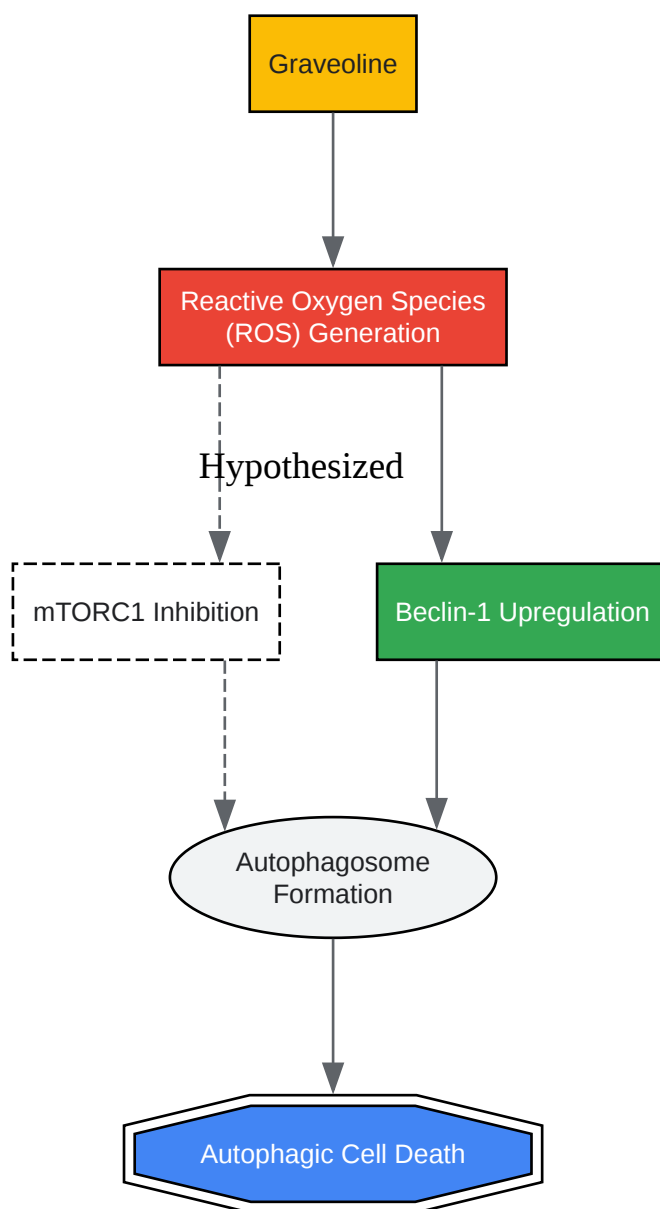 Graveoline
Reactive Oxygen Species
(ROS) Generation
Hypothesized
mTORC1 Inhibition
Beclin-1 Upregulation
Autophagosome
Formation
Autophagic Cell Death